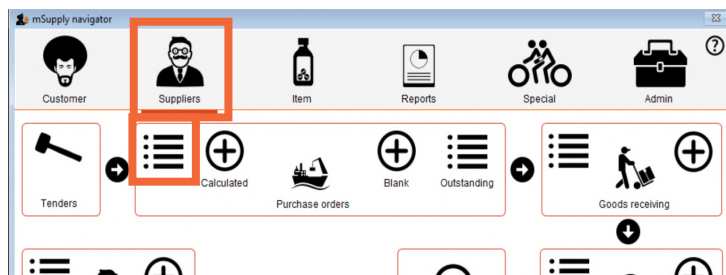 mSupply navigator
?
Customer
Suppliers
Item
Reports
Special
Admin
Calculated
Blank
Outstanding
Tenders
Purchase orders
Goods receiving